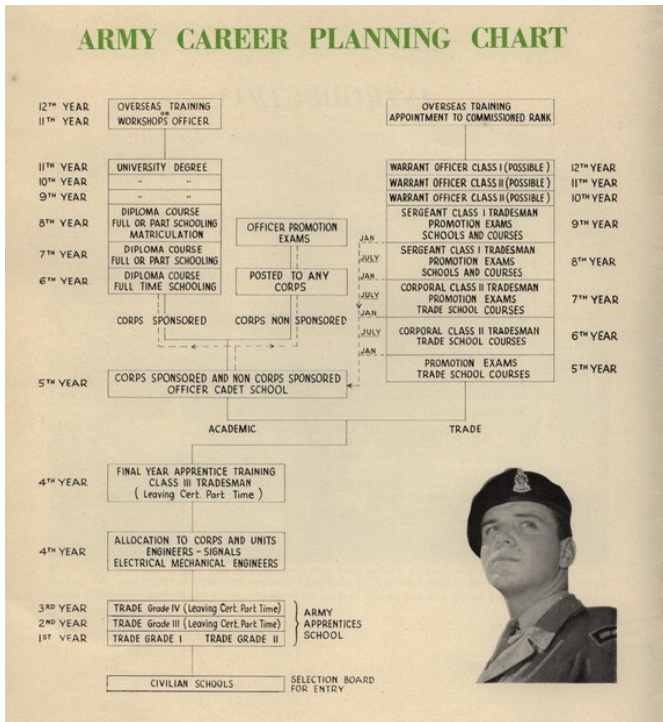 ARMY CAREER PLANNING CHART
12TH YEAR
11TH YEAR
OVERSEAS TRAINING
OR
WORKSHOPS OFFICER
OVERSEAS TRAINING
APPOINTMENT TO COMMISSIONED RANK
11TH YEAR
10TH YEAR
9TH YEAR
UNIVERSITY DEGREE
" "
" "
WARRANT OFFICER CLASS I (POSSIBLE)
WARRANT OFFICER CLASS II (POSSIBLE)
WARRANT OFFICER CLASS II (POSSIBLE)
12TH YEAR
11TH YEAR
10TH YEAR
8TH YEAR
DIPLOMA COURSE
FULL OR PART SCHOOLING
MATRICULATION
7TH YEAR
DIPLOMA COURSE
FULL OR PART SCHOOLING
6TH YEAR
DIPLOMA COURSE
FULL TIME SCHOOLING
OFFICER PROMOTION
EXAMS
POSTED TO ANY
CORPS
JAN
JULY
JAN
JULY
JAN
JULY
JAN
SERGEANT CLASS I TRADESMAN
PROMOTION EXAMS
SCHOOLS AND COURSES
9TH YEAR
SERGEANT CLASS I TRADESMAN
PROMOTION EXAMS
SCHOOLS AND COURSES
8TH YEAR
CORPORAL CLASS II TRADESMAN
PROMOTION EXAMS
TRADE SCHOOL COURSES
7TH YEAR
CORPORAL CLASS II TRADESMAN
TRADE SCHOOL COURSES
6TH YEAR
PROMOTION EXAMS
TRADE SCHOOL COURSES
5TH YEAR
CORPS SPONSORED
CORPS NON SPONSORED
5TH YEAR
CORPS SPONSORED AND NON CORPS SPONSORED
OFFICER CADET SCHOOL
ACADEMIC
TRADE
4TH YEAR
FINAL YEAR APPRENTICE TRAINING
CLASS III TRADESMAN
(Leaving Cert. Part Time)
4TH YEAR
ALLOCATION TO CORPS AND UNITS
ENGINEERS – SIGNALS
ELECTRICAL MECHANICAL ENGINEERS
3RD YEAR
2ND YEAR
1ST YEAR
TRADE Grade IV (Leaving Cert. Part Time)
TRADE Grade III (Leaving Cert. Part Time)
TRADE GRADE I TRADE GRADE II
ARMY
APPRENTICES
SCHOOL
CIVILIAN SCHOOLS
SELECTION BOARD
FOR ENTRY